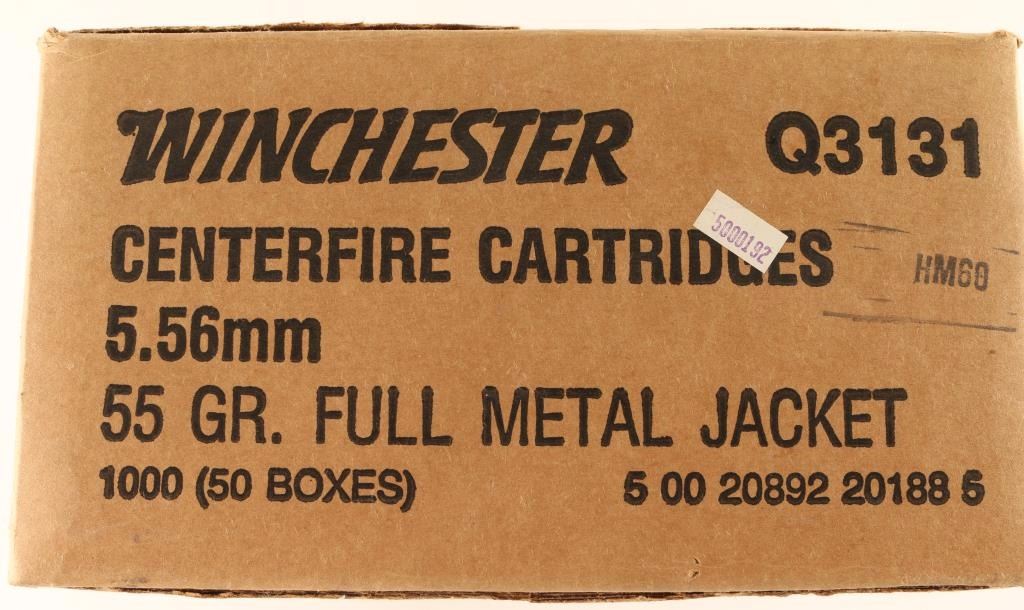 WINCHESTER Q3131
5000192
CENTERFIRE CARTRIDGES
HM60
5.56mm
55 GR. FULL METAL JACKET
1000 (50 BOXES) 5 00 20892 20188 5